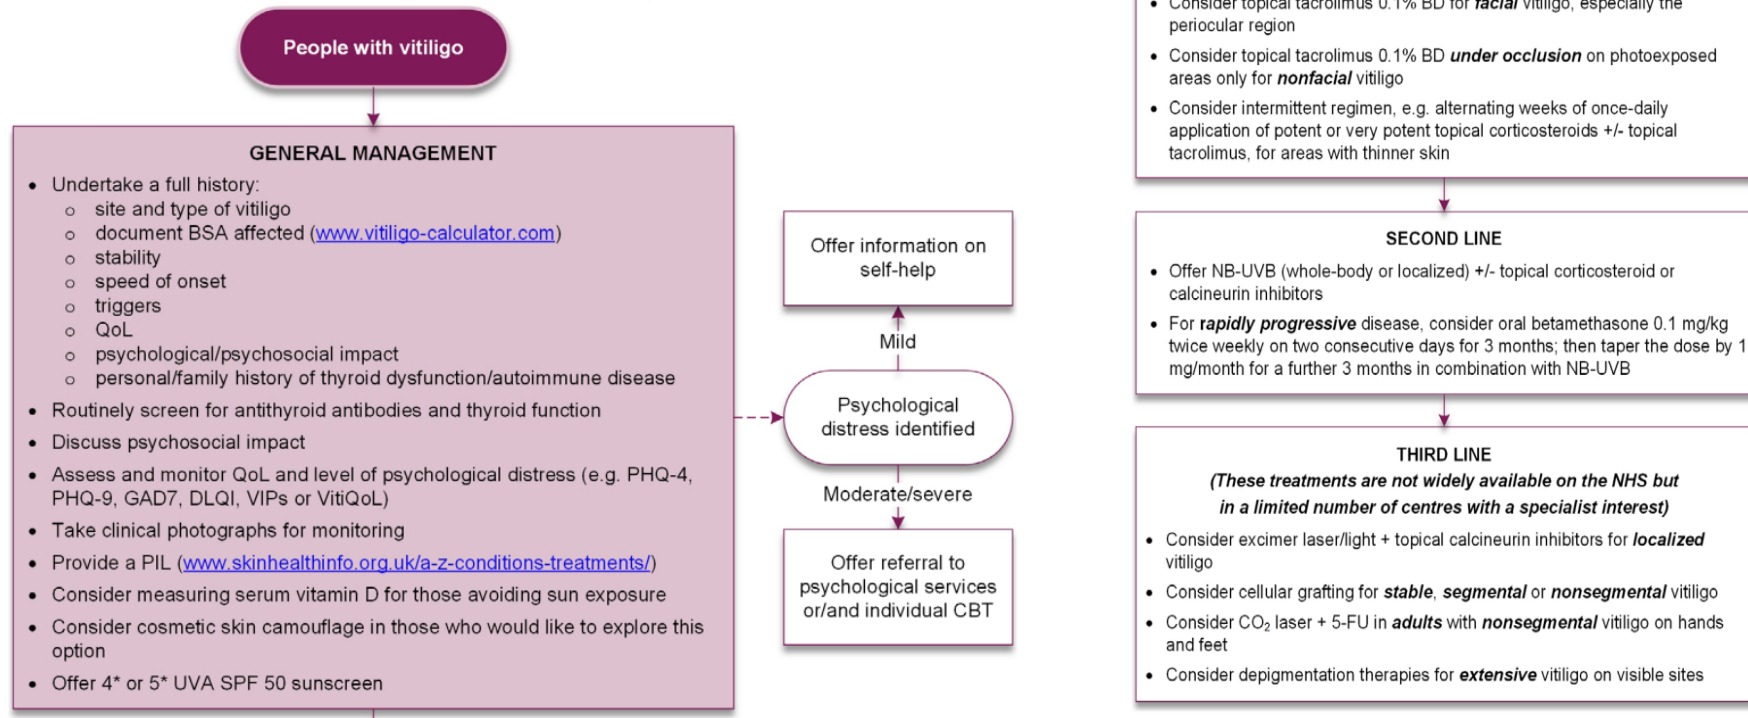 People with vitiligo
GENERAL MANAGEMENT
• Undertake a full history:
o site and type of vitiligo
o document BSA affected (www.vitiligo-calculator.com)
o stability
o speed of onset
o triggers
o QoL
o psychological/psychosocial impact
o personal/family history of thyroid dysfunction/autoimmune disease
• Routinely screen for antithyroid antibodies and thyroid function
• Discuss psychosocial impact
• Assess and monitor QoL and level of psychological distress (e.g. PHQ-4,
PHQ-9, GAD7, DLQI, VIPs or VitiQoL)
• Take clinical photographs for monitoring
• Provide a PIL (www.skinhealthinfo.org.uk/a-z-conditions-treatments/)
• Consider measuring serum vitamin D for those avoiding sun exposure
• Consider cosmetic skin camouflage in those who would like to explore this
option
• Offer 4* or 5* UVA SPF 50 sunscreen
Offer information on
self-help
Mild
Psychological
distress identified
Moderate/severe
Offer referral to
psychological services
or/and individual CBT
• Consider topical tacrolimus 0.1% BD for facial vitiligo, especially the
periocular region
• Consider topical tacrolimus 0.1% BD under occlusion on photoexposed
areas only for nonfacial vitiligo
• Consider intermittent regimen, e.g. alternating weeks of once-daily
application of potent or very potent topical corticosteroids +/- topical
tacrolimus, for areas with thinner skin
SECOND LINE
• Offer NB-UVB (whole-body or localized) +/- topical corticosteroid or
calcineurin inhibitors
• For rapidly progressive disease, consider oral betamethasone 0.1 mg/kg
twice weekly on two consecutive days for 3 months; then taper the dose by 1
mg/month for a further 3 months in combination with NB-UVB
THIRD LINE
(These treatments are not widely available on the NHS but
in a limited number of centres with a specialist interest)
• Consider excimer laser/light + topical calcineurin inhibitors for localized
vitiligo
• Consider cellular grafting for stable, segmental or nonsegmental vitiligo
• Consider CO₂ laser + 5-FU in adults with nonsegmental vitiligo on hands
and feet
• Consider depigmentation therapies for extensive vitiligo on visible sites